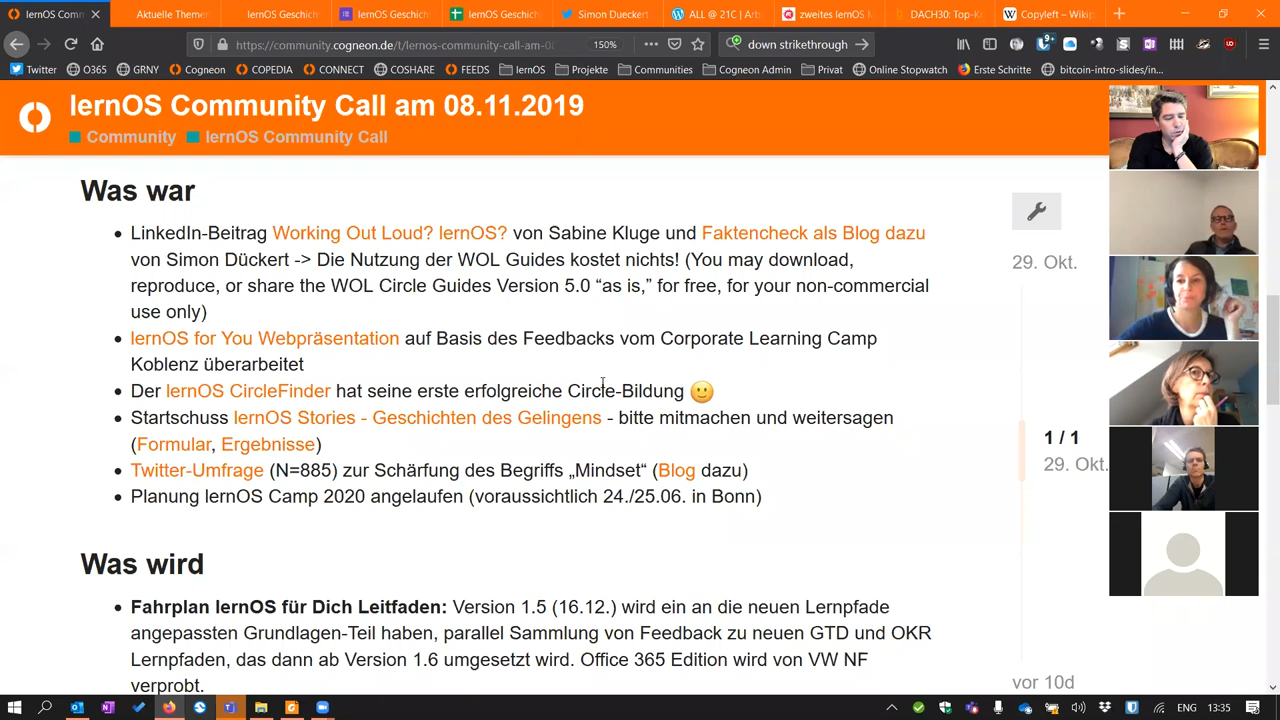 lernOS Com
Aktuelle Themen
lernOS Geschich
lernOS Geschich
lernOS Geschich
Simon Dueckert
ALL @ 21C | Arb
zweites lernOS M
DACH30: Top-K
Copyleft – Wikip
https://community.cogneon.de/t/lernos-community-call-am-0
150%
down strikethrough
Twitter
O365
GRNY
Cogneon
COPEDIA
CONNECT
COSHARE
FEEDS
lernOS
Projekte
Communities
Cogneon Admin
Privat
Online Stopwatch
Erste Schritte
bitcoin-intro-slides/in...
lernOS Community Call am 08.11.2019
Community lernOS Community Call
Was war
LinkedIn-Beitrag Working Out Loud? lernOS? von Sabine Kluge und Faktencheck als Blog dazu
von Simon Dückert -> Die Nutzung der WOL Guides kostet nichts! (You may download,
reproduce, or share the WOL Circle Guides Version 5.0 “as is,” for free, for your non-commercial
use only)
lernOS for You Webpräsentation auf Basis des Feedbacks vom Corporate Learning Camp
Koblenz überarbeitet
Der lernOS CircleFinder hat seine erste erfolgreiche Circle-Bildung 🙂
Startschuss lernOS Stories - Geschichten des Gelingens - bitte mitmachen und weitersagen
(Formular, Ergebnisse)
Twitter-Umfrage (N=885) zur Schärfung des Begriffs „Mindset“ (Blog dazu)
Planung lernOS Camp 2020 angelaufen (voraussichtlich 24./25.06. in Bonn)
29. Okt.
1 / 1
29. Okt.
vor 10d
Was wird
Fahrplan lernOS für Dich Leitfaden: Version 1.5 (16.12.) wird ein an die neuen Lernpfade
angepassten Grundlagen-Teil haben, parallel Sammlung von Feedback zu neuen GTD und OKR
Lernpfaden, das dann ab Version 1.6 umgesetzt wird. Office 365 Edition wird von VW NF
verprobt.
ENG
13:35